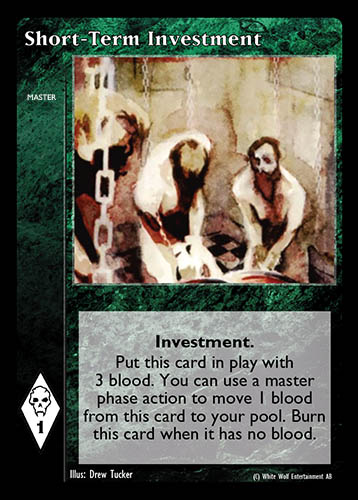 Short-Term Investment
MASTER
Investment.
Put this card in play with
3 blood. You can use a master
phase action to move 1 blood
from this card to your pool. Burn
this card when it has no blood.
1
Illus: Drew Tucker
(C) White Wolf Entertainment AB